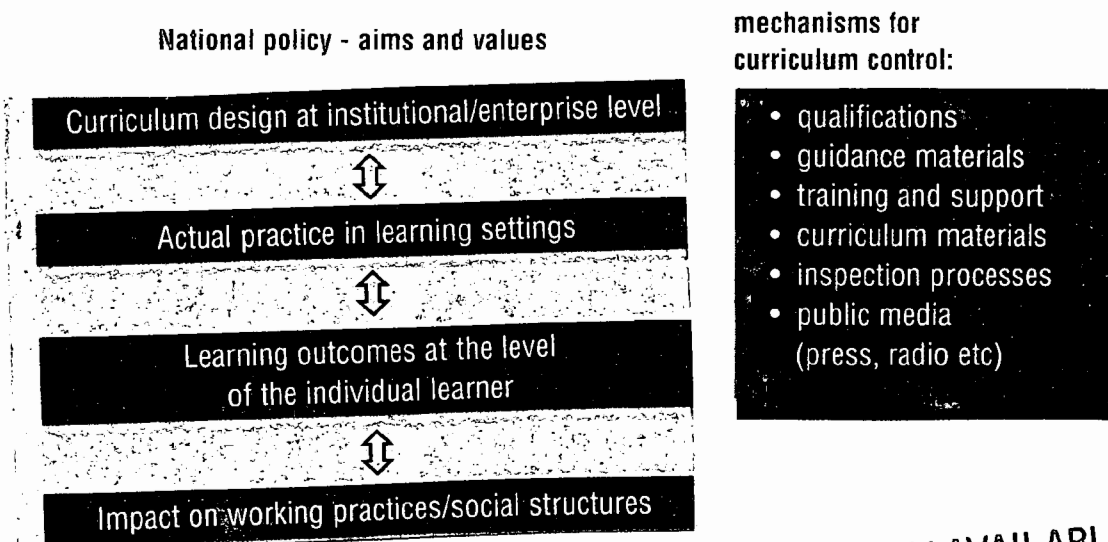 National policy - aims and values
Curriculum design at institutional/enterprise level
Actual practice in learning settings
Learning outcomes at the level
of the individual learner
Impact on working practices/social structures
mechanisms for
curriculum control:
• qualifications
• guidance materials
• training and support
• curriculum materials
• inspection processes
• public media
(press, radio etc)